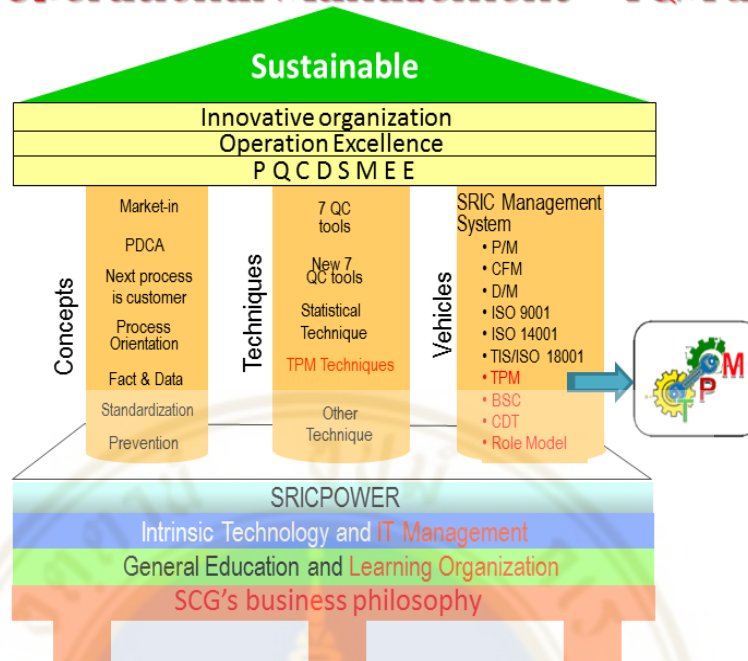 Sustainable
Innovative organization
Operation Excellence
P Q C D S M E E
Concepts
Market-in
PDCA
Next process
is customer
Process
Orientation
Fact & Data
Standardization
Prevention
Techniques
7 QC
tools
New 7
QC tools
Statistical
Technique
TPM Techniques
Other
Technique
Vehicles
SRIC Management
System
• P/M
• CFM
• D/M
• ISO 9001
• ISO 14001
• TIS/ISO 18001
• TPM
• BSC
• CDT
• Role Model
T P M
SRICPOWER
Intrinsic Technology and IT Management
General Education and Learning Organization
SCG's business philosophy